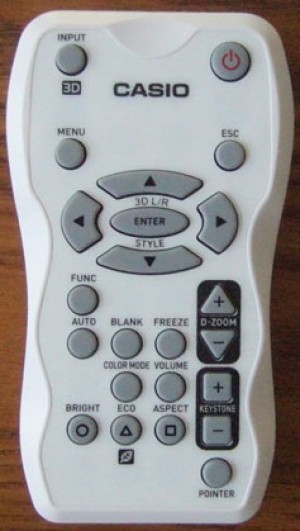 INPUT
3D
CASIO
MENU
ESC
3D L/R
ENTER
STYLE
FUNC
AUTO BLANK FREEZE
+
D-ZOOM
−
COLOR MODE VOLUME
+
KEYSTONE
−
BRIGHT ECO ASPECT
POINTER